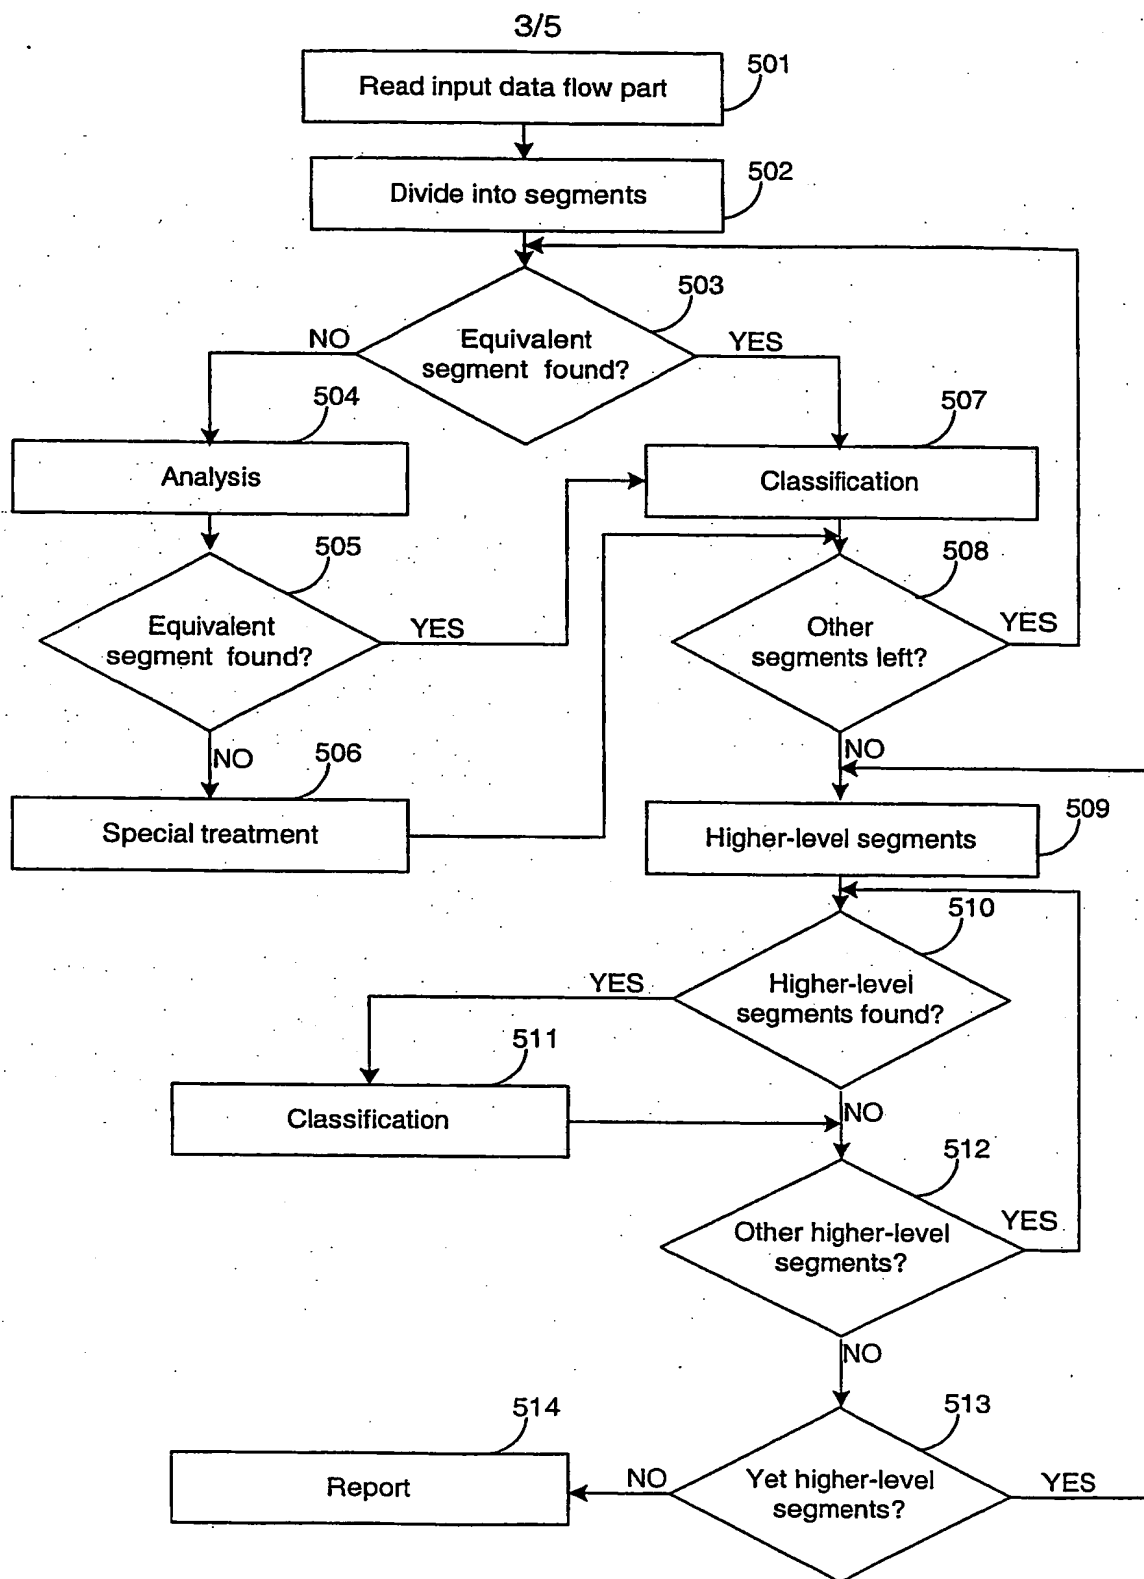 3/5
Read input data flow part
501
Divide into segments
502
503
Equivalent
segment found?
NO
YES
504
Analysis
507
Classification
505
Equivalent
segment found?
YES
508
Other
segments left?
YES
NO
506
Special treatment
NO
509
Higher-level segments
510
Higher-level
segments found?
YES
511
Classification
NO
512
Other higher-level
segments?
YES
NO
514
Report
513
Yet higher-level
segments?
NO
YES